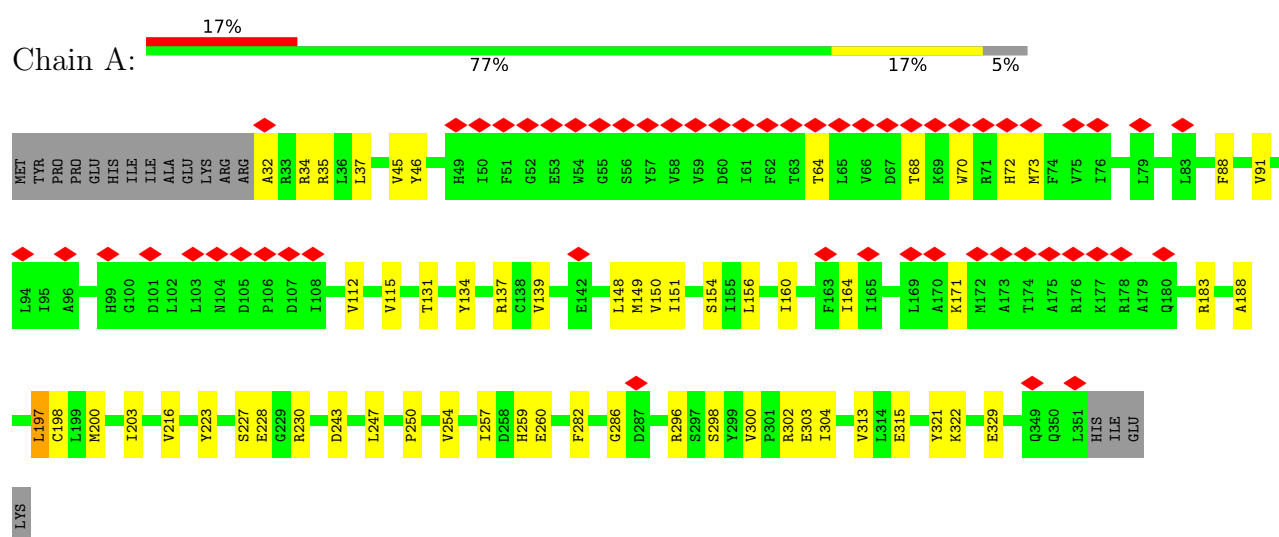 17%
Chain A:
77% 17% 5%
MET TYR PRO PRO GLU HIS ILE ILE ALA GLU LYS ARG ARG A32 R33 R34 R35 L36 L37 V45 Y46 H49 I50 F51 G52 E53 W54 G55 S56 Y57 V58 V59 D60 I61 F62 T63 T64 L65 V66 D67 T68 K69 W70 R71 H72 M73 F74 V75 I76 L79 L83 F88 V91
L94 I95 A96 H99 G100 D101 L102 L103 N104 D105 P106 D107 I108 V112 V115 T131 Y134 R137 C138 V139 E142 L148 M149 V150 I151 S154 I155 L156 I160 F163 I164 I165 L169 A170 K171 M172 A173 T174 A175 R176 K177 R178 A179 Q180 R183 A188
L197 C198 L199 M200 I203 V216 Y223 S227 E228 G229 R230 D243 L247 P250 V254 I257 D258 H259 E260 F282 G286 D287 R296 S297 S298 Y299 V300 P301 R302 E303 I304 V313 L314 E315 Y321 K322 E329 Q349 Q350 L351 HIS ILE GLU
LYS